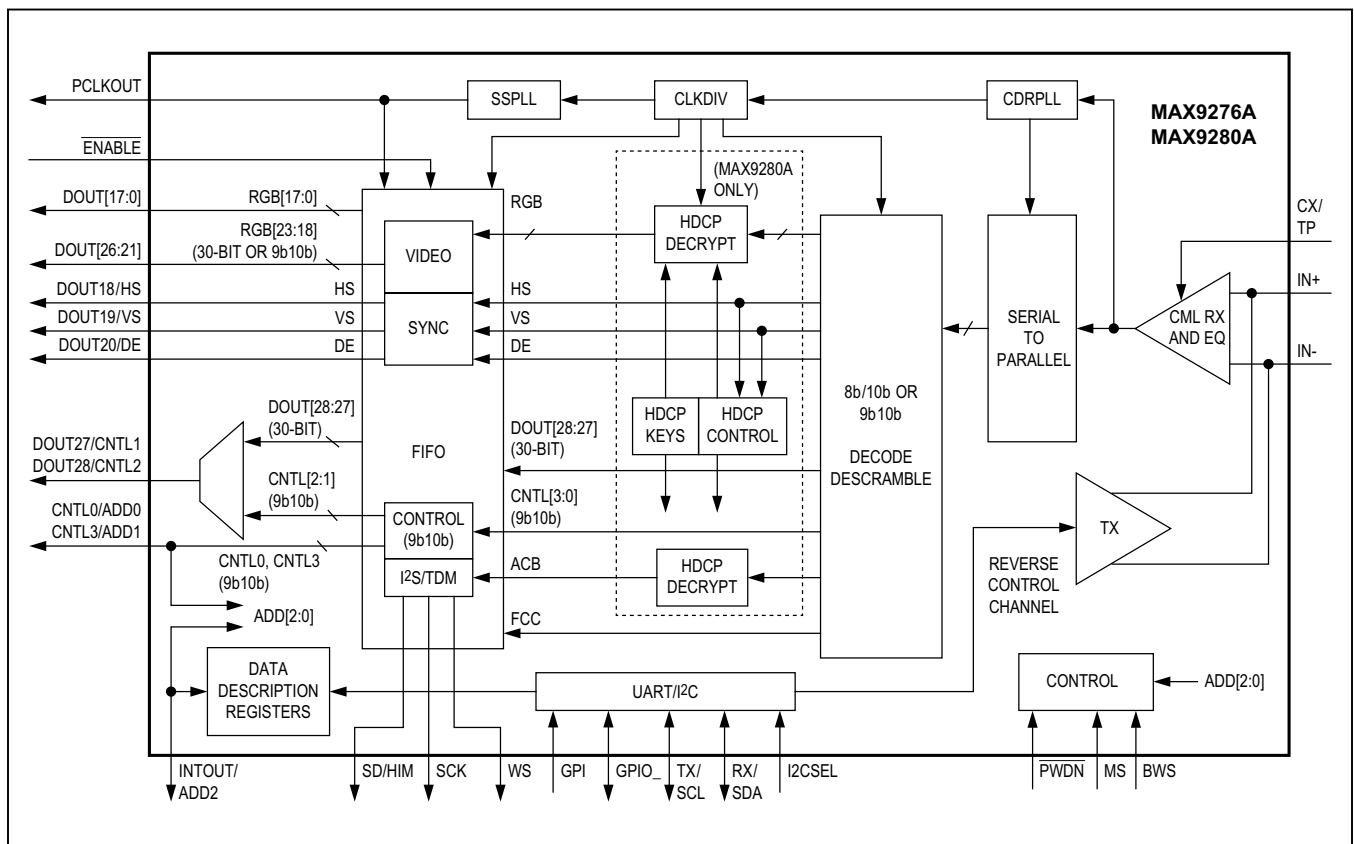 PCLKOUT
SSPLL
CLKDIV
CDRPLL
MAX9276A
MAX9280A
ENABLE
(MAX9280A
ONLY)
DOUT[17:0]
RGB[17:0]
RGB
HDCP
DECRYPT
CX/
TP
RGB[23:18]
(30-BIT OR 9b10b)
DOUT[26:21]
VIDEO
IN+
DOUT18/HS
HS
HS
DOUT19/VS
VS
SYNC
VS
DOUT20/DE
DE
DE
SERIAL
TO
PARALLEL
CML RX
AND EQ
IN-
8b/10b OR
9b10b
DECODE
DESCRAMBLE
HDCP
KEYS
HDCP
CONTROL
DOUT[28:27]
(30-BIT)
DOUT27/CNTL1
DOUT28/CNTL2
FIFO
DOUT[28:27]
(30-BIT)
CNTL[2:1]
(9b10b)
CNTL[3:0]
(9b10b)
CNTL0/ADD0
CNTL3/ADD1
CONTROL
(9b10b)
TX
CNTL0, CNTL3
(9b10b)
I2S/TDM
ACB
HDCP
DECRYPT
REVERSE
CONTROL
CHANNEL
ADD[2:0]
FCC
DATA
DESCRIPTION
REGISTERS
UART/I2C
CONTROL
ADD[2:0]
INTOUT/
ADD2
SD/HIM
SCK
WS
GPI
GPIO_
TX/
SCL
RX/
SDA
I2CSEL
PWDN
MS
BWS